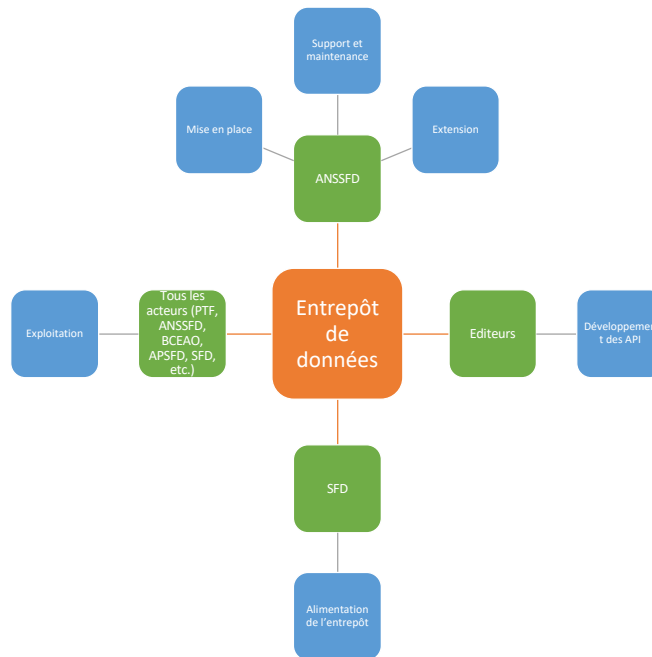 Support et
maintenance
Mise en place
Extension
ANSSFD
Exploitation
Tous les
acteurs (PTF,
ANSSFD,
BCEAO,
APSFD, SFD,
etc.)
Entrepôt
de
données
Editeurs
Développemen
t des API
SFD
Alimentation
de l'entrepôt